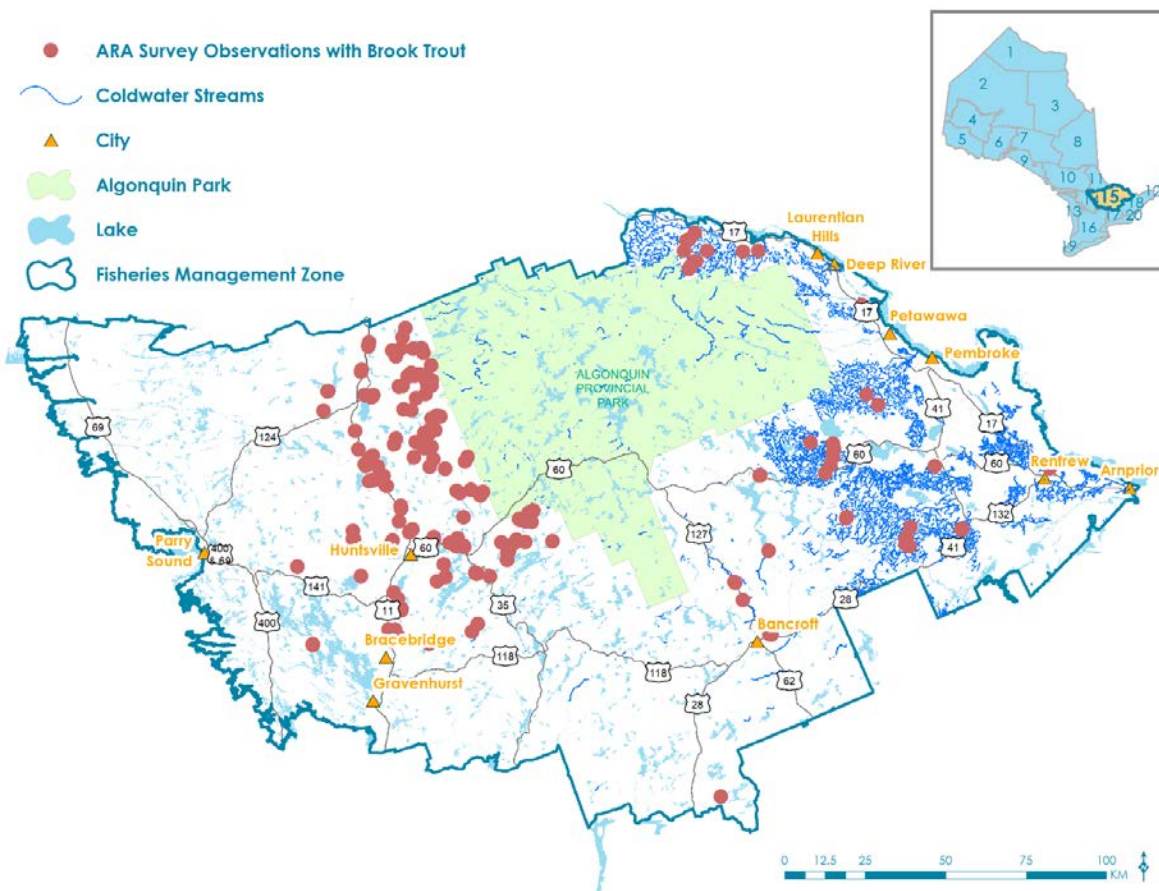 ARA Survey Observations with Brook Trout
Coldwater Streams
City
Algonquin Park
Lake
Fisheries Management Zone
1
2
3
4
5
6
7
8
9
10
11
12
13
15
16
17
18
19
20
Laurentian
Hills
17
Deep River
17
Petawawa
Pembroke
ALGONQUIN
PROVINCIAL
PARK
69
124
41
17
60
60
60
Renfrew
Arnprior
132
127
41
Parry
Sound
400
& 69
Huntsville
60
141
11
35
28
400
Bracebridge
118
Bancroft
118
62
Gravenhurst
28
0
12.5
25
50
75
100
KM
N